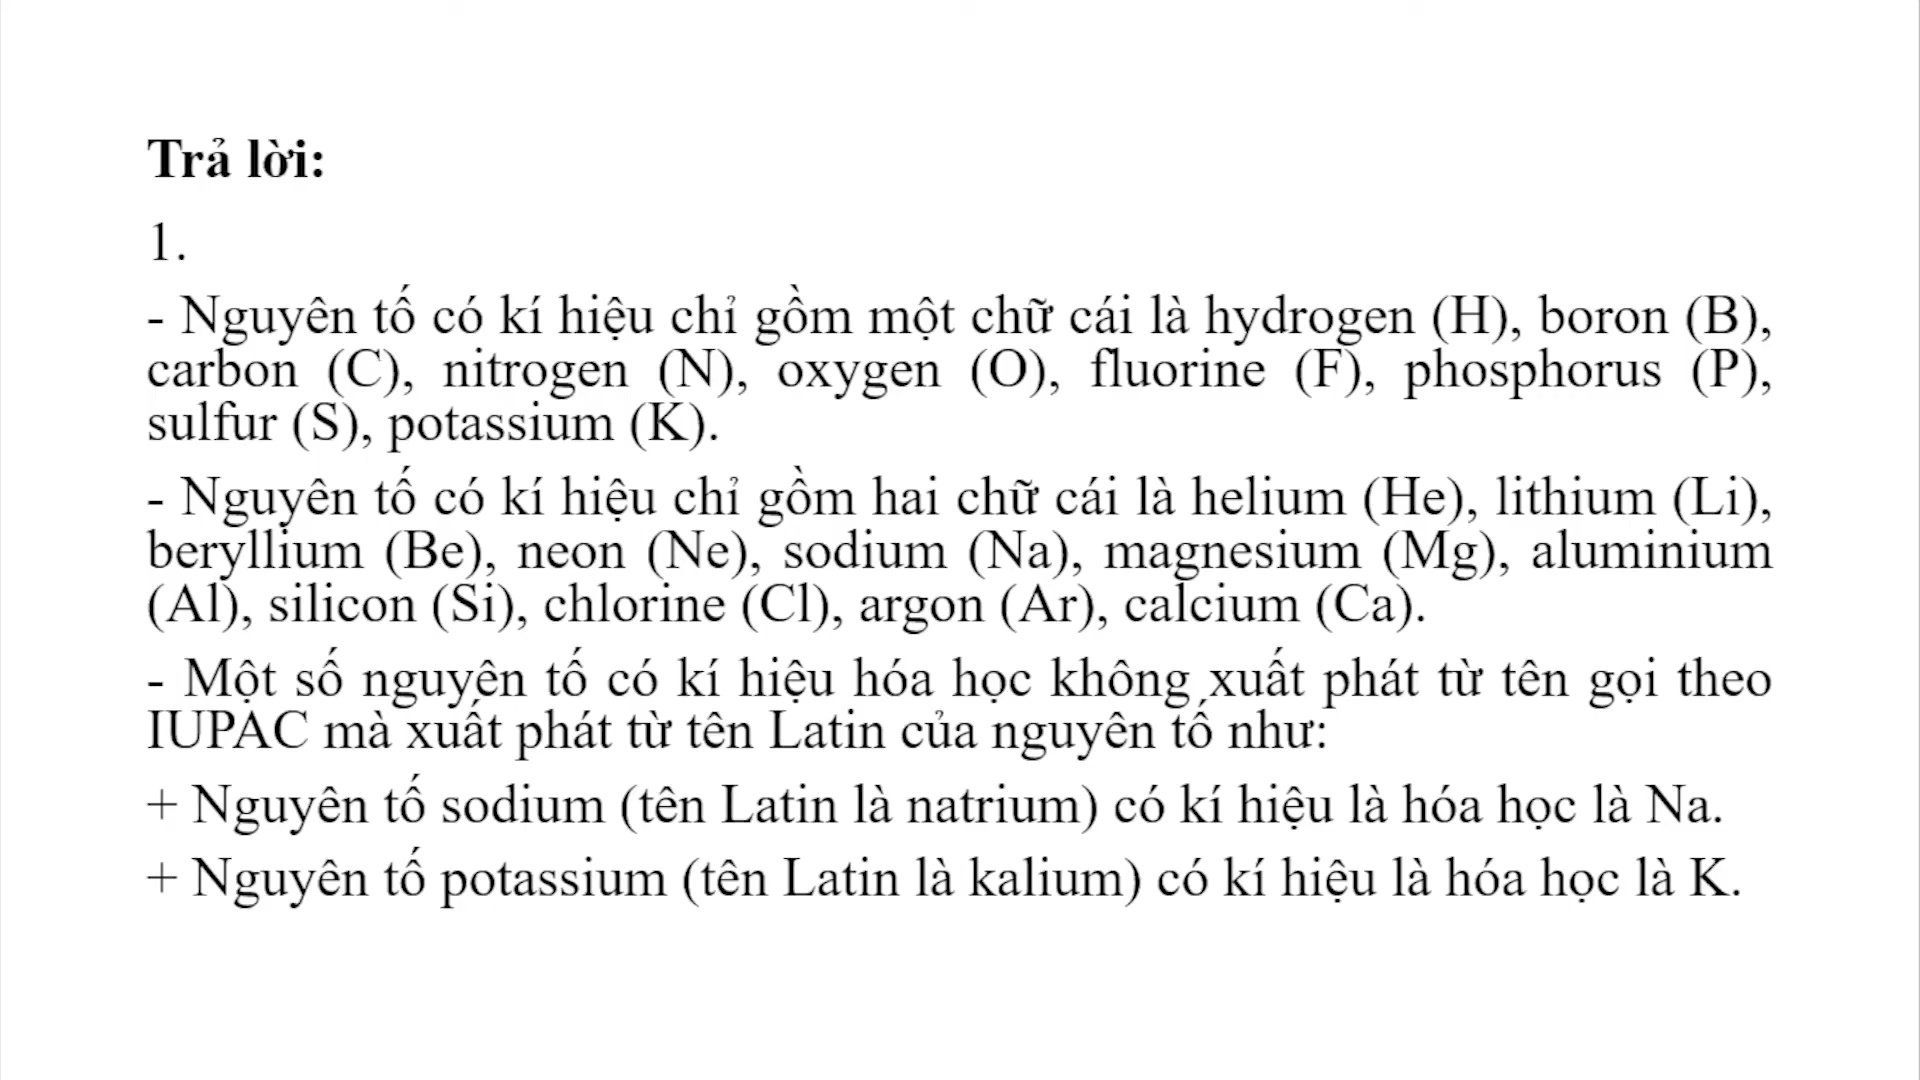 Trả lời:
1.
- Nguyên tố có kí hiệu chỉ gồm một chữ cái là hydrogen (H), boron (B),
carbon (C), nitrogen (N), oxygen (O), fluorine (F), phosphorus (P),
sulfur (S), potassium (K).
- Nguyên tố có kí hiệu chỉ gồm hai chữ cái là helium (He), lithium (Li),
beryllium (Be), neon (Ne), sodium (Na), magnesium (Mg), aluminium
(Al), silicon (Si), chlorine (Cl), argon (Ar), calcium (Ca).
- Một số nguyên tố có kí hiệu hóa học không xuất phát từ tên gọi theo
IUPAC mà xuất phát từ tên Latin của nguyên tố như:
+ Nguyên tố sodium (tên Latin là natrium) có kí hiệu là hóa học là Na.
+ Nguyên tố potassium (tên Latin là kalium) có kí hiệu là hóa học là K.